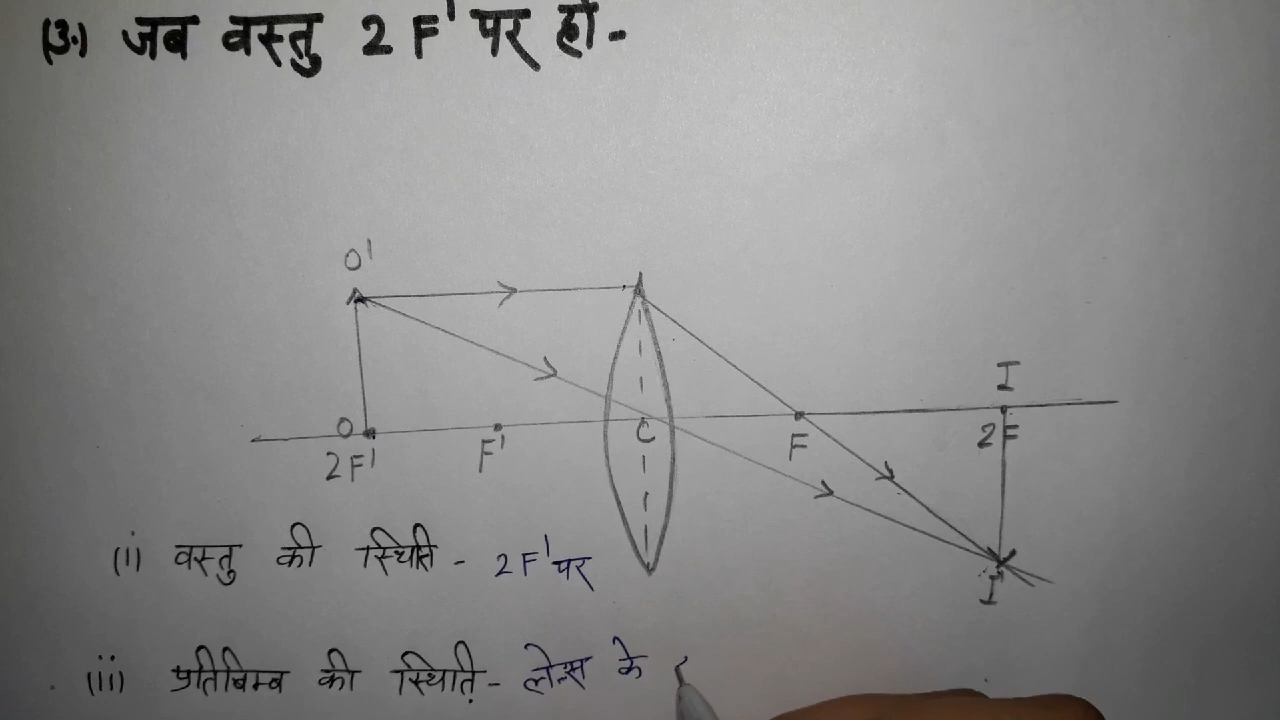 (3.) जब वस्तु 2F' पर हो -
O'
I
O C
2F' F' F 2F
(i) वस्तु की स्थिति - 2F' पर
I'
(ii) प्रतिबिम्ब की स्थिति - लेन्स के